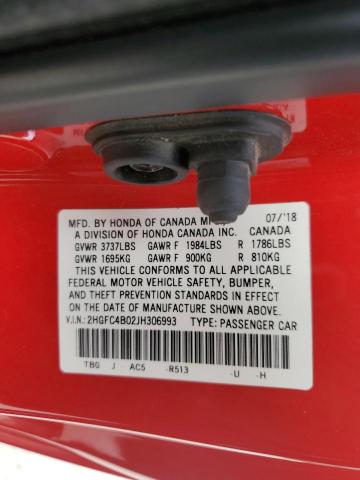 MFD. BY HONDA OF CANADA 07/'18
A DIVISION OF HONDA CANADA INC. CANADA
GVWR 3737LBS GAWR F 1984LBS R 1786LBS
GVWR 1695KG GAWR F 900KG R 810KG
THIS VEHICLE CONFORMS TO ALL APPLICABLE
FEDERAL MOTOR VEHICLE SAFETY, BUMPER,
AND THEFT PREVENTION STANDARDS IN EFFECT
ON THE DATE OF MANUFACTURE SHOWN ABOVE.
V.I.N.:2HGFC4B02JH306993 TYPE: PASSENGER CAR
TBG J AC5 -R513 -U -H